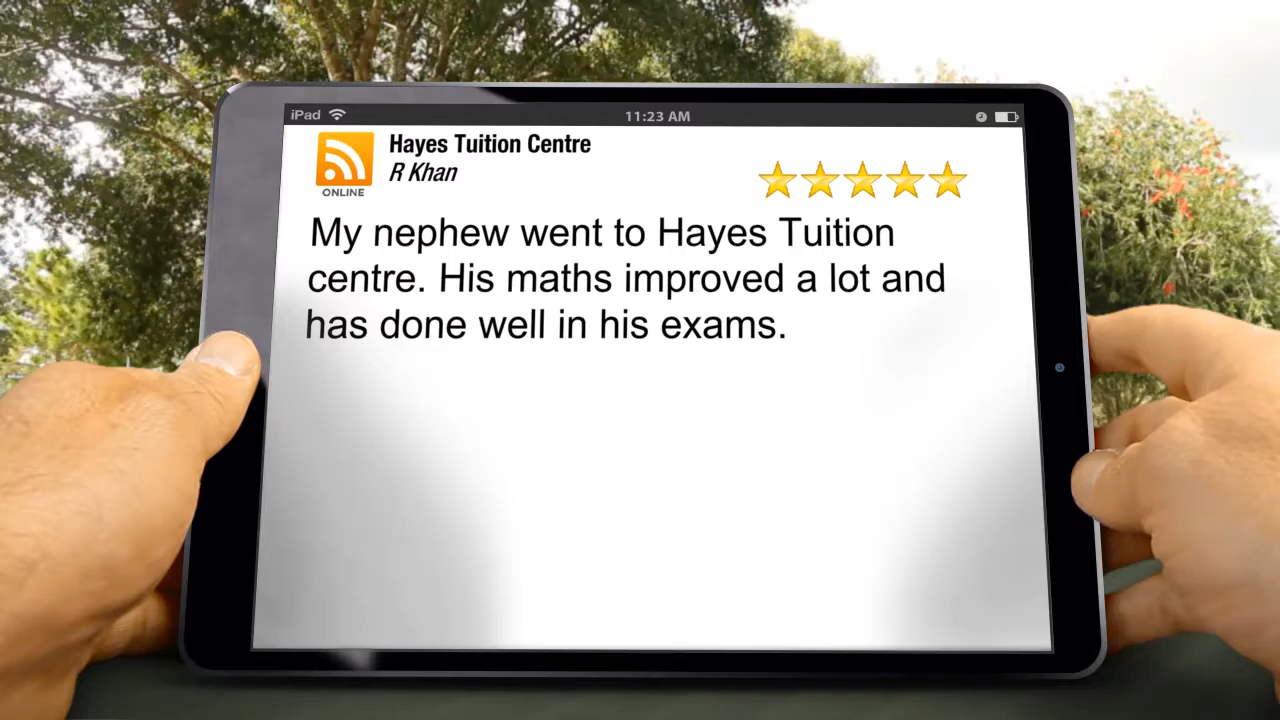 iPad 11:23 AM
Hayes Tuition Centre
R Khan
ONLINE
My nephew went to Hayes Tuition
centre. His maths improved a lot and
has done well in his exams.